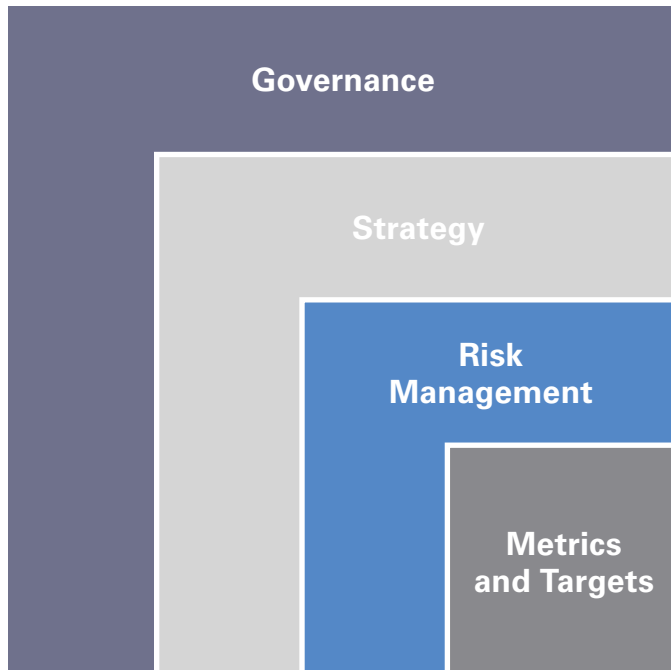 Governance
Strategy
Risk
Management
Metrics
and Targets